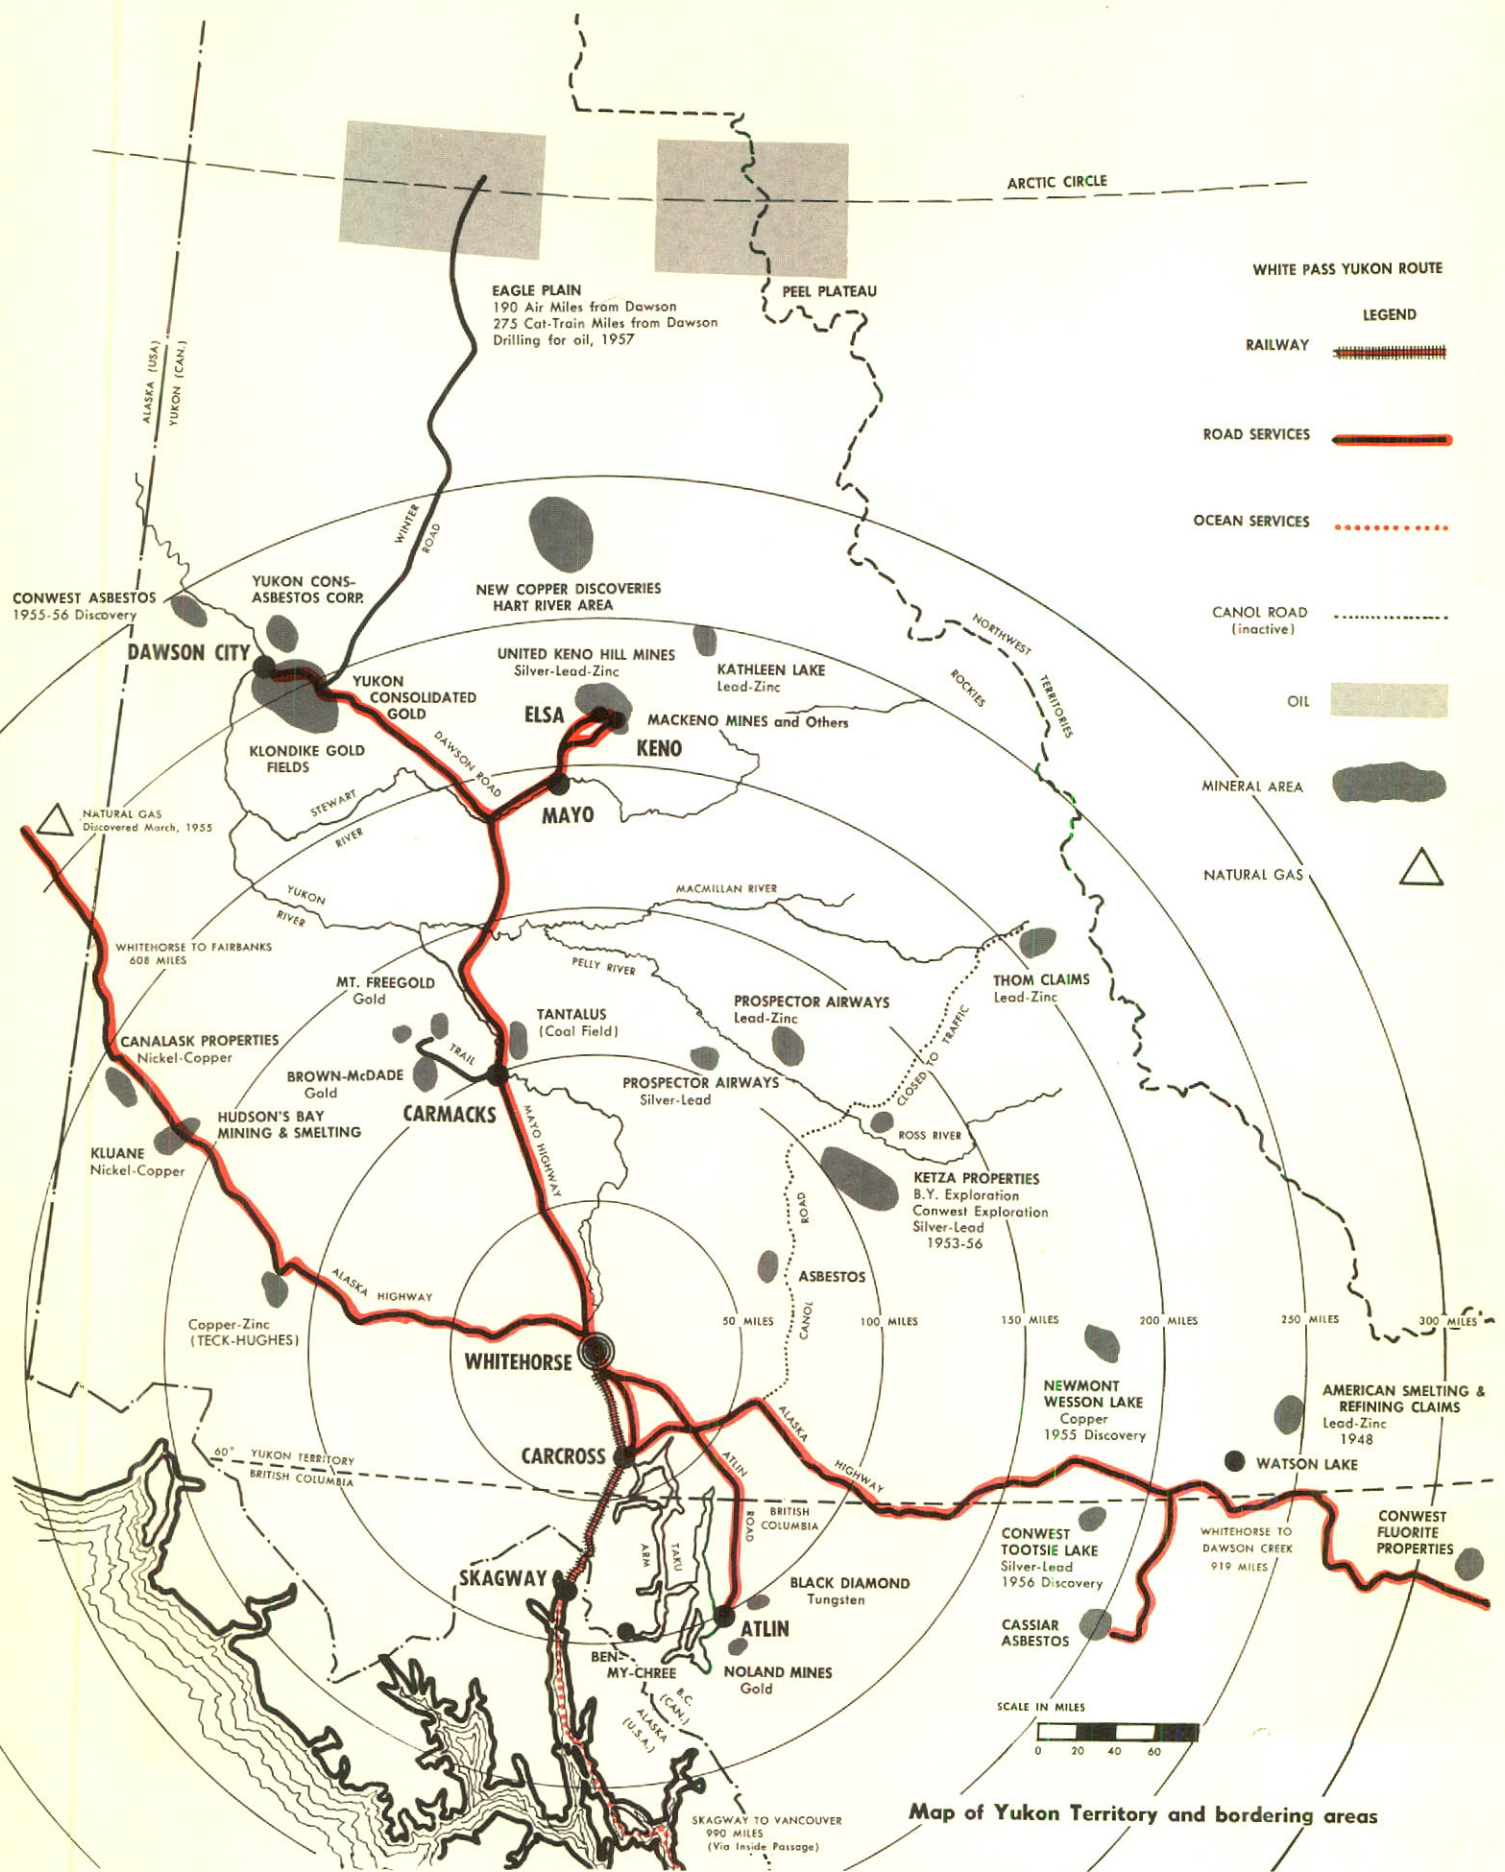 ARCTIC CIRCLE
WHITE PASS YUKON ROUTE
LEGEND
RAILWAY
ROAD SERVICES
OCEAN SERVICES
CANOL ROAD
(inactive)
OIL
MINERAL AREA
NATURAL GAS
EAGLE PLAIN
190 Air Miles from Dawson
275 Cat-Train Miles from Dawson
Drilling for oil, 1957
PEEL PLATEAU
ALASKA (USA)
YUKON (CAN.)
WINTER
ROAD
CONWEST ASBESTOS
1955-56 Discovery
YUKON CONS-
ASBESTOS CORP.
NEW COPPER DISCOVERIES
HART RIVER AREA
NORTHWEST
TERRITORIES
ROCKIES
DAWSON CITY
UNITED KENO HILL MINES
Silver-Lead-Zinc
KATHLEEN LAKE
Lead-Zinc
YUKON
CONSOLIDATED
GOLD
ELSA
MACKENO MINES and Others
KENO
KLONDIKE GOLD
FIELDS
DAWSON ROAD
MAYO
STEWART
RIVER
NATURAL GAS
Discovered March, 1955
YUKON
RIVER
MACMILLAN RIVER
WHITEHORSE TO FAIRBANKS
608 MILES
PELLY RIVER
MT. FREEGOLD
Gold
THOM CLAIMS
Lead-Zinc
TANTALUS
(Coal Field)
PROSPECTOR AIRWAYS
Lead-Zinc
CANALASK PROPERTIES
Nickel-Copper
TRAIL
BROWN-McDADE
Gold
PROSPECTOR AIRWAYS
Silver-Lead
CLOSED TO TRAFFIC
CARMACKS
HUDSON'S BAY
MINING & SMELTING
MAYO HIGHWAY
ROSS RIVER
KLUANE
Nickel-Copper
KETZA PROPERTIES
B.Y. Exploration
Conwest Exploration
Silver-Lead
1953-56
ROAD
CANOL
ASBESTOS
ALASKA HIGHWAY
Copper-Zinc
(TECK-HUGHES)
50 MILES
100 MILES
150 MILES
200 MILES
250 MILES
300 MILES
WHITEHORSE
NEWMONT
WESSON LAKE
Copper
1955 Discovery
AMERICAN SMELTING &
REFINING CLAIMS
Lead-Zinc
1948
ALASKA
HIGHWAY
60° YUKON TERRITORY
BRITISH COLUMBIA
CARCROSS
ATLIN
ROAD
WATSON LAKE
BRITISH
COLUMBIA
CONWEST
TOOTSIE LAKE
Silver-Lead
1956 Discovery
WHITEHORSE TO
DAWSON CREEK
919 MILES
CONWEST
FLUORITE
PROPERTIES
ARM
TAKU
SKAGWAY
BLACK DIAMOND
Tungsten
ATLIN
CASSIAR
ASBESTOS
BEN-
MY-CHREE
NOLAND MINES
Gold
B.C.
(CAN.)
ALASKA
(U.S.A.)
SCALE IN MILES
0 20 40 60
SKAGWAY TO VANCOUVER
990 MILES
(Via Inside Passage)
Map of Yukon Territory and bordering areas